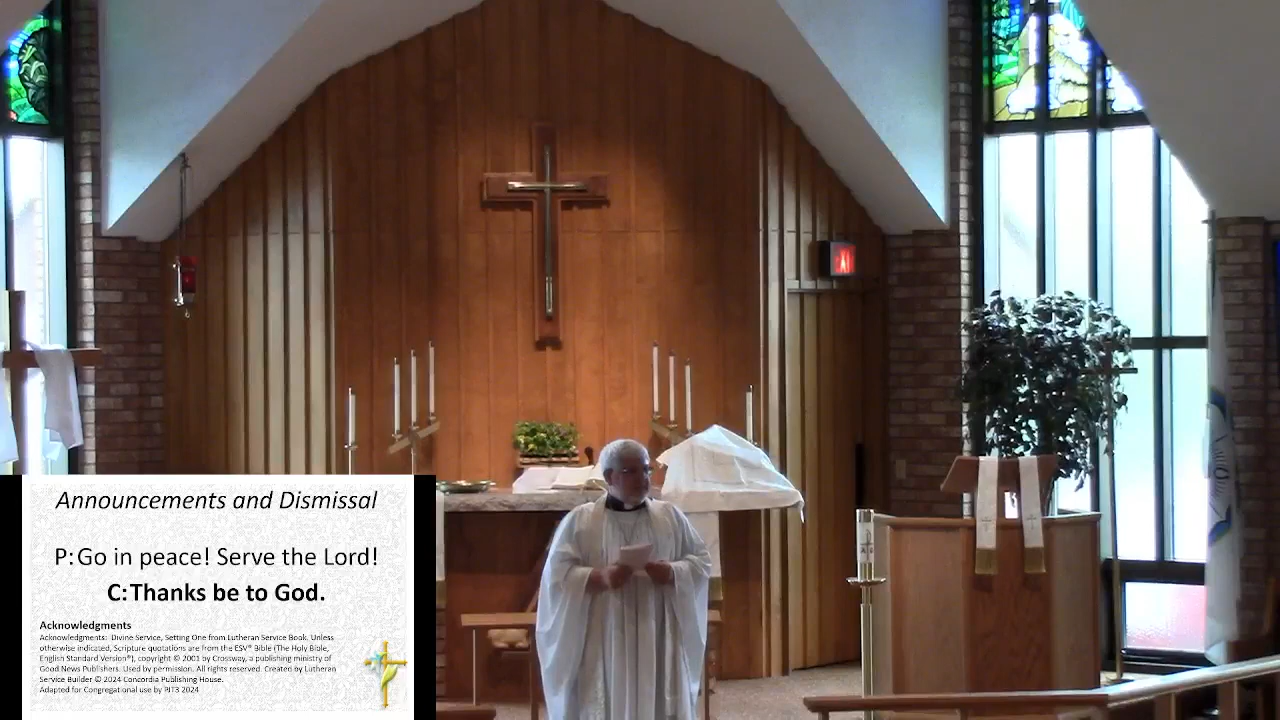 Announcements and Dismissal
P: Go in peace! Serve the Lord!
C: Thanks be to God.
Acknowledgments
Acknowledgments: Divine Service, Setting One from Lutheran Service Book. Unless
otherwise indicated, Scripture quotations are from the ESV® Bible (The Holy Bible,
English Standard Version®), copyright © 2001 by Crossway, a publishing ministry of
Good News Publishers. Used by permission. All rights reserved. Created by Lutheran
Service Builder © 2024 Concordia Publishing House.
Adapted for Congregational use by PJT3 2024